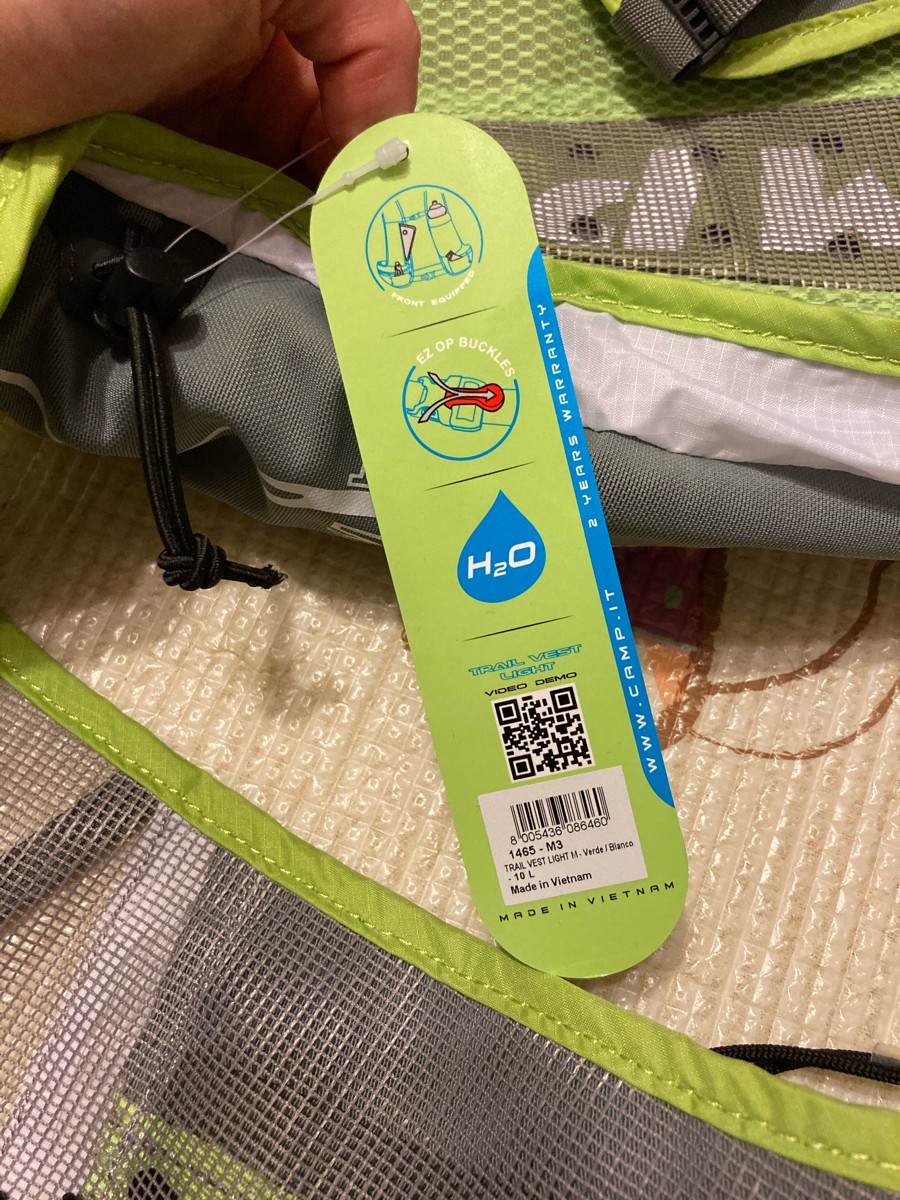 FRONT EQUIPPED
EZ OP BUCKLES
H₂O
TRAIL VEST
LIGHT
VIDEO DEMO
8 005436 086460
1465 - M3
TRAIL VEST LIGHT M - Verde / Bianco
- 10 L
Made in Vietnam
MADE IN VIETNAM
WWW.CAMP.IT 2 YEARS WARRANTY